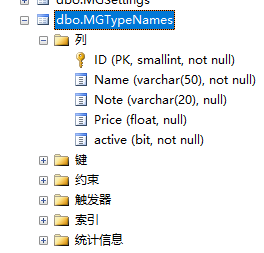 dbo.MGSettings
dbo.MGTypeNames
列
ID (PK, smallint, not null)
Name (varchar(50), not null)
Note (varchar(20), null)
Price (float, null)
active (bit, not null)
键
约束
触发器
索引
统计信息